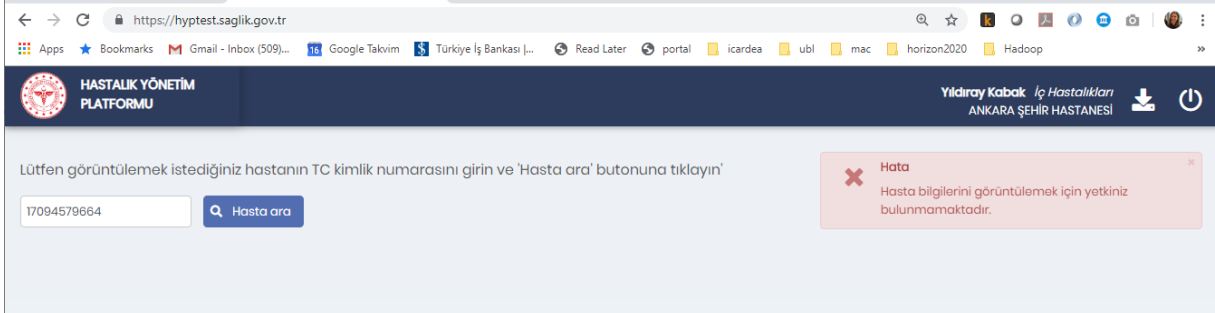 https://hyptest.saglik.gov.tr
Apps Bookmarks Gmail - Inbox (509)... 16 Google Takvim Türkiye İş Bankası |... Read Later portal icardea ubl mac horizon2020 Hadoop »
HASTALIK YÖNETİM
PLATFORMU
Yıldıray Kabak İç Hastalıkları
ANKARA ŞEHİR HASTANESİ
Lütfen görüntülemek istediğiniz hastanın TC kimlik numarasını girin ve 'Hasta ara' butonuna tıklayın'
17094579664
Hasta ara
Hata
Hasta bilgilerini görüntülemek için yetkiniz
bulunmamaktadır.